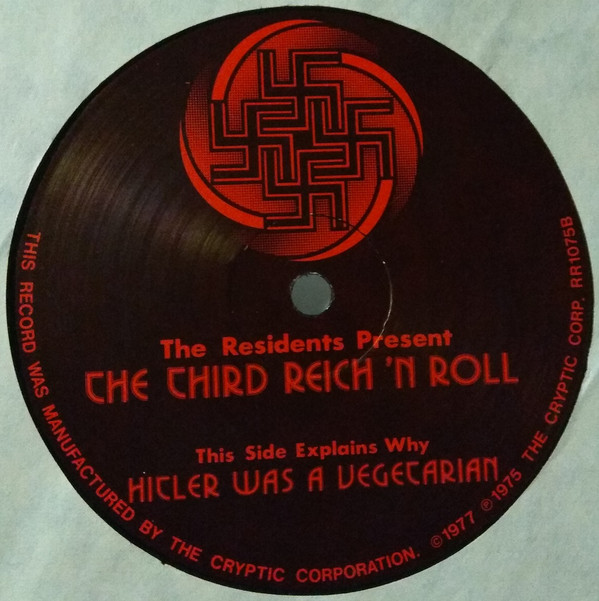 The Residents Present
THE THIRD REICH 'N ROLL
This Side Explains Why
HITLER WAS A VEGETARIAN
THIS RECORD WAS MANUFACTURED BY THE CRYPTIC CORPORATION. ©1977 ℗1975 THE CRYPTIC CORP. RR1075B